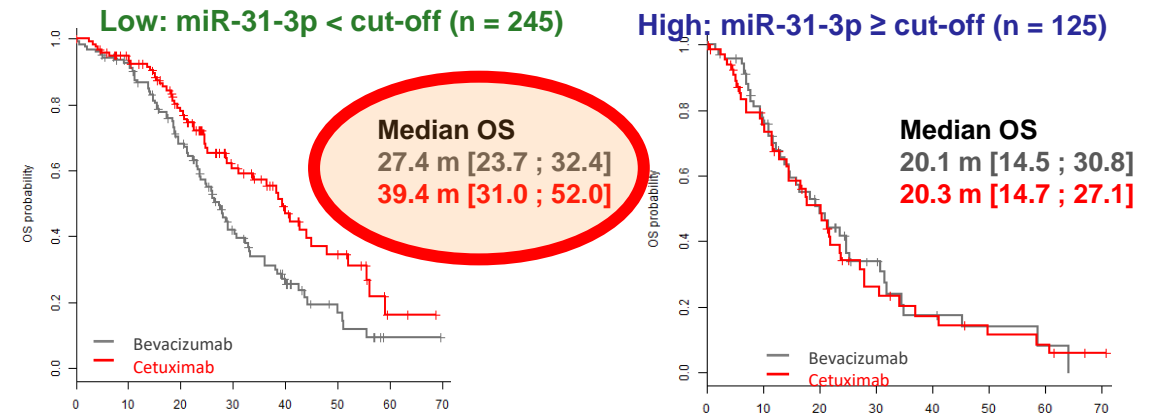 Low: miR-31-3p < cut-off (n = 245)
1.0
0.8
0.6
0.4
0.2
0.0
OS probability
Median OS
27.4 m [23.7 ; 32.4]
39.4 m [31.0 ; 52.0]
Bevacizumab
Cetuximab
0 10 20 30 40 50 60 70
High: miR-31-3p ≥ cut-off (n = 125)
1.0
0.8
0.6
0.4
0.2
0.0
OS probability
Median OS
20.1 m [14.5 ; 30.8]
20.3 m [14.7 ; 27.1]
Bevacizumab
Cetuximab
0 10 20 30 40 50 60 70